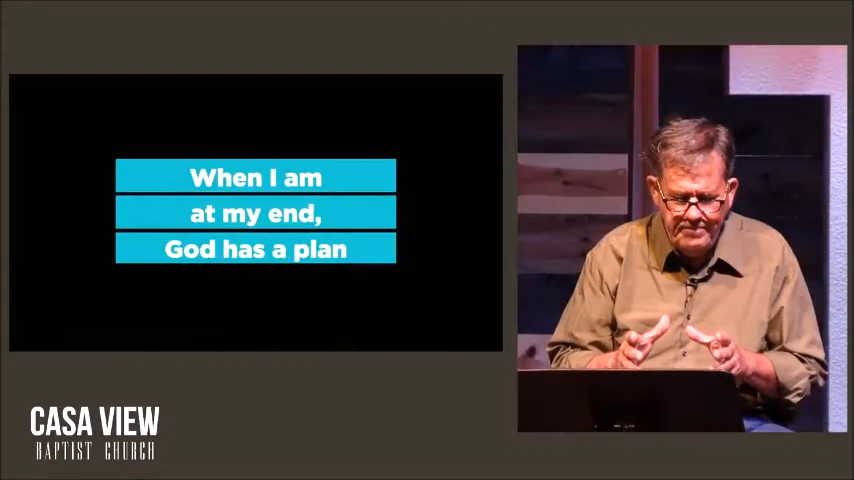 When I am
at my end,
God has a plan
CASA VIEW
BAPTIST CHURCH